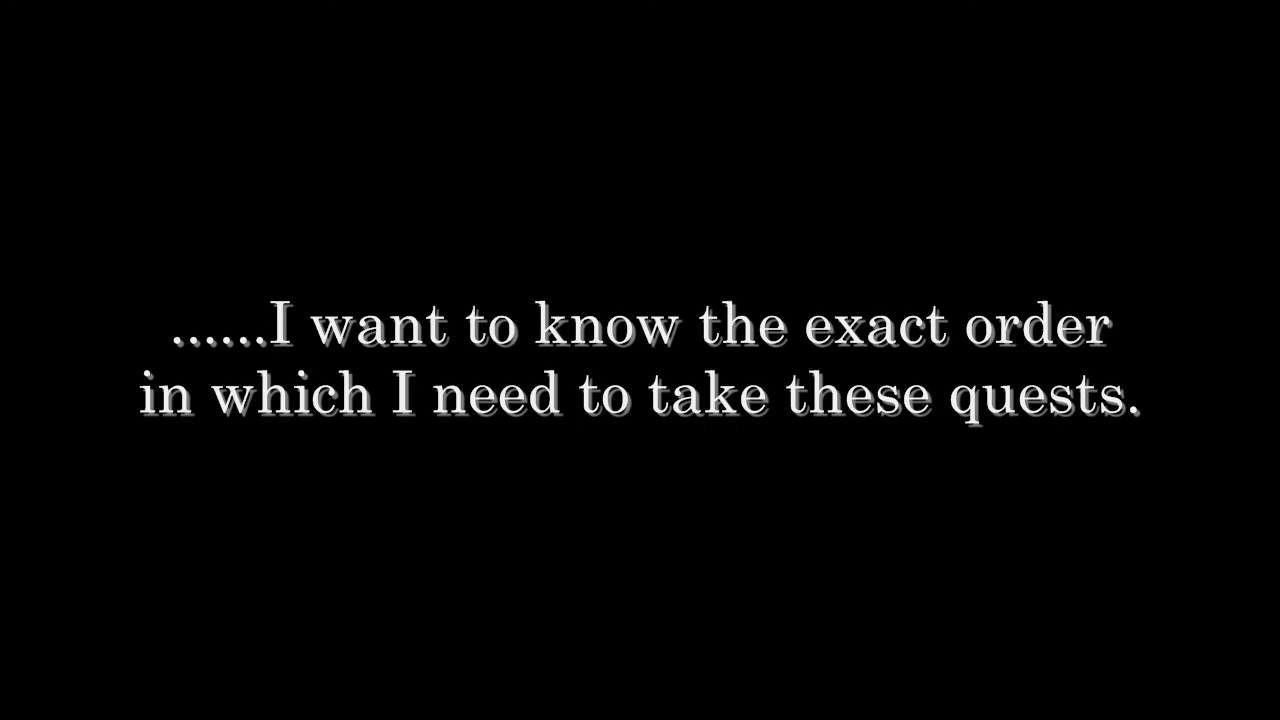 ......I want to know the exact order
in which I need to take these quests.